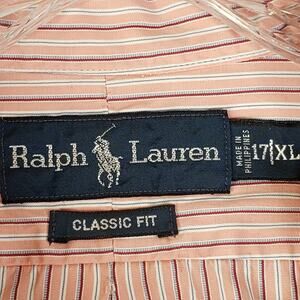 Ralph Lauren
MADE IN
PHILIPPINES
17|XL
CLASSIC FIT